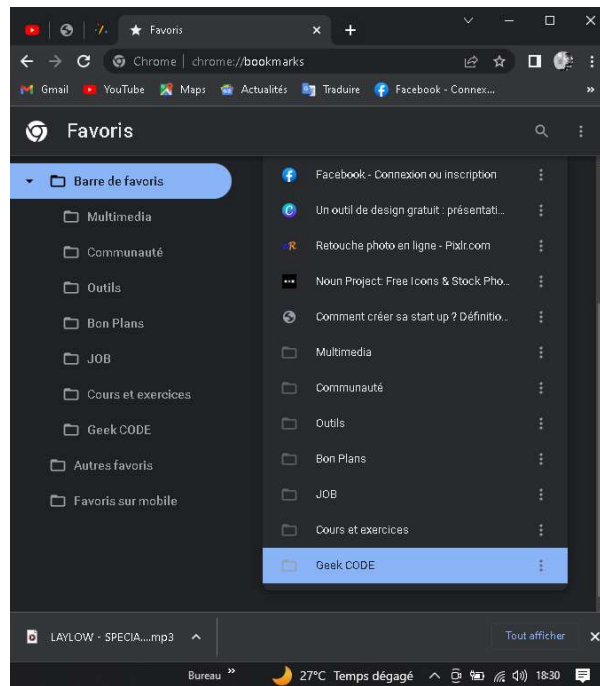 Favoris
Chrome | chrome://bookmarks
Gmail YouTube Maps Actualités Traduire Facebook - Connex... »
Favoris
Barre de favoris
Multimedia
Communauté
Outils
Bon Plans
JOB
Cours et exercices
Geek CODE
Autres favoris
Favoris sur mobile
Facebook - Connexion ou inscription
Un outil de design gratuit : présentati...
Retouche photo en ligne - Pixlr.com
Noun Project: Free Icons & Stock Pho...
Comment créer sa start up ? Définitio...
Multimedia
Communauté
Outils
Bon Plans
JOB
Cours et exercices
Geek CODE
LAYLOW - SPECIA....mp3
Tout afficher
Bureau » 27°C Temps dégagé 18:30